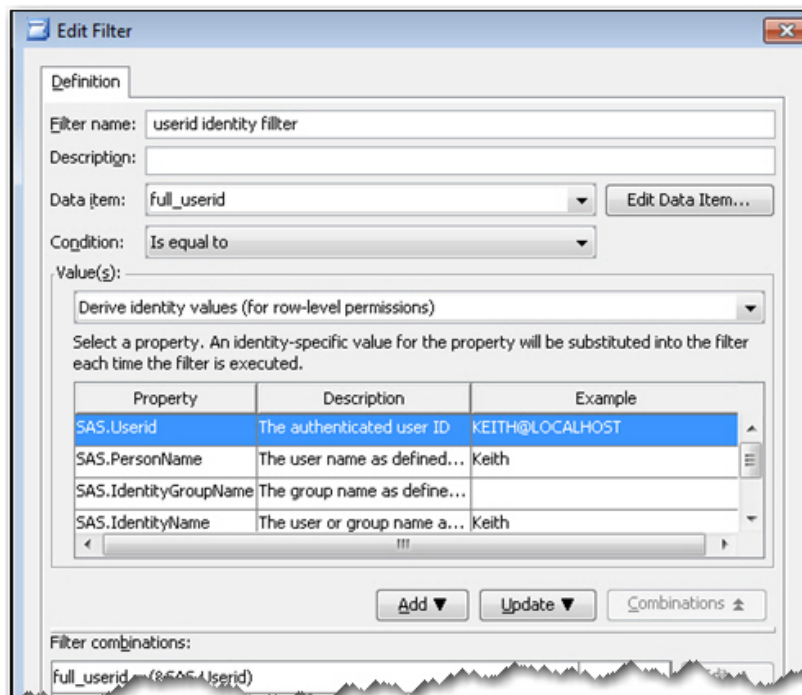 Edit Filter
Definition
Filter name: userid identity fillter
Description:
Data item: full_userid Edit Data Item...
Condition: Is equal to
Value(s):
Derive identity values (for row-level permissions)
Select a property. An identity-specific value for the property will be substituted into the filter
each time the filter is executed.
Property Description Example
SAS.Userid The authenticated user ID KEITH@LOCALHOST
SAS.PersonName The user name as defined... Keith
SAS.IdentityGroupName The group name as define...
SAS.IdentityName The user or group name a... Keith
Add Update Combinations
Filter combinations:
full_userid